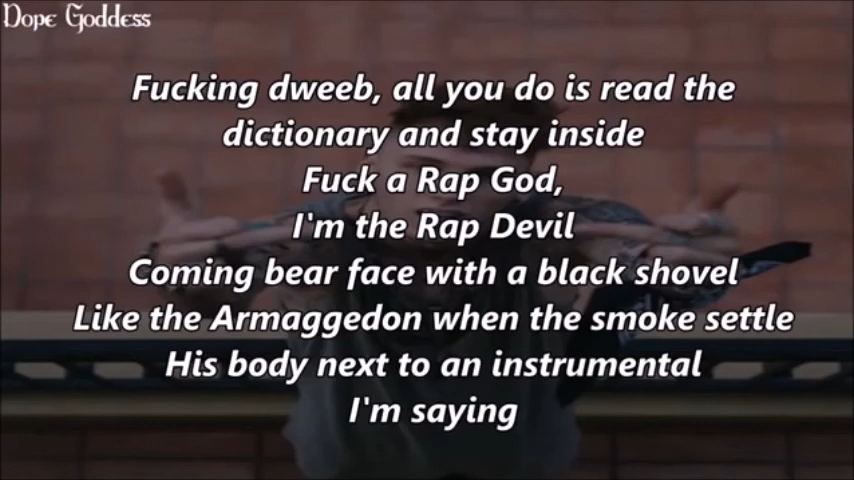 Dope Goddess
Fucking dweeb, all you do is read the
dictionary and stay inside
Fuck a Rap God,
I'm the Rap Devil
Coming bear face with a black shovel
Like the Armaggedon when the smoke settle
His body next to an instrumental
I'm saying